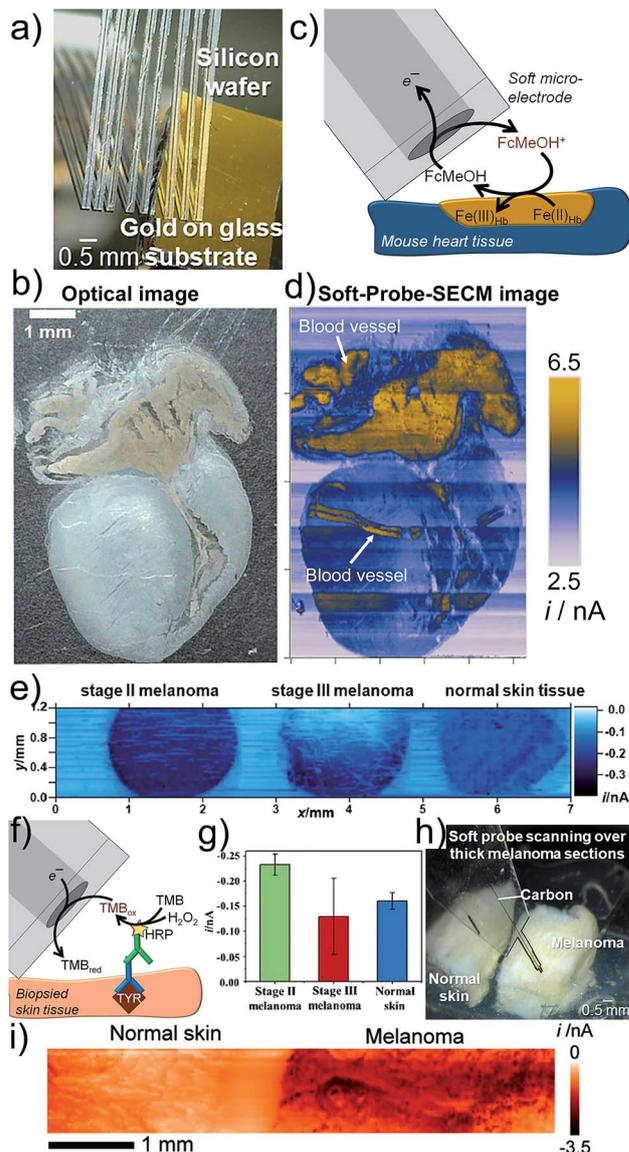 a)
Silicon
wafer
Gold on glass
0.5 mm substrate
c)
e–
Soft micro-
electrode
FcMeOH+
FcMeOH
Fe(III)Hb
Fe(II)Hb
Mouse heart tissue
b) Optical image
1 mm
d) Soft-Probe-SECM image
Blood vessel
Blood vessel
6.5
2.5
i / nA
e)
stage II melanoma
stage III melanoma
normal skin tissue
1.2
0.8
0.4
0.0
y/mm
0 1 2 3 4 5 6 7
x/mm
0.0
-0.1
-0.2
-0.3
i/nA
f)
e–
TMBox
TMB
H2O2
HRP
TMBred
Biopsied
skin tissue
TYR
g)
-0.25
-0.20
-0.15
-0.10
-0.05
0.00
i/nA
Stage II
melanoma
Stage III
melanoma
Normal
skin
h)
Soft probe scanning over
thick melanoma sections
Carbon
Melanoma
Normal
skin
0.5 mm
i)
Normal skin
Melanoma
i /nA
0
-3.5
1 mm